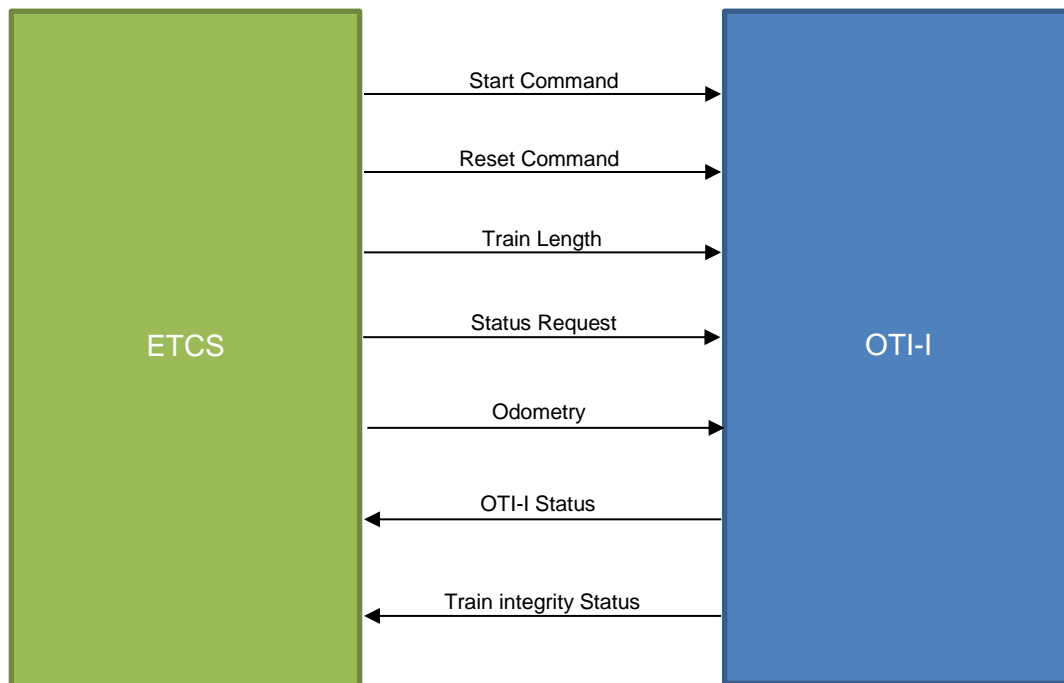 Start Command
Reset Command
Train Length
Status Request
ETCS
OTI-I
Odometry
OTI-I Status
Train integrity Status